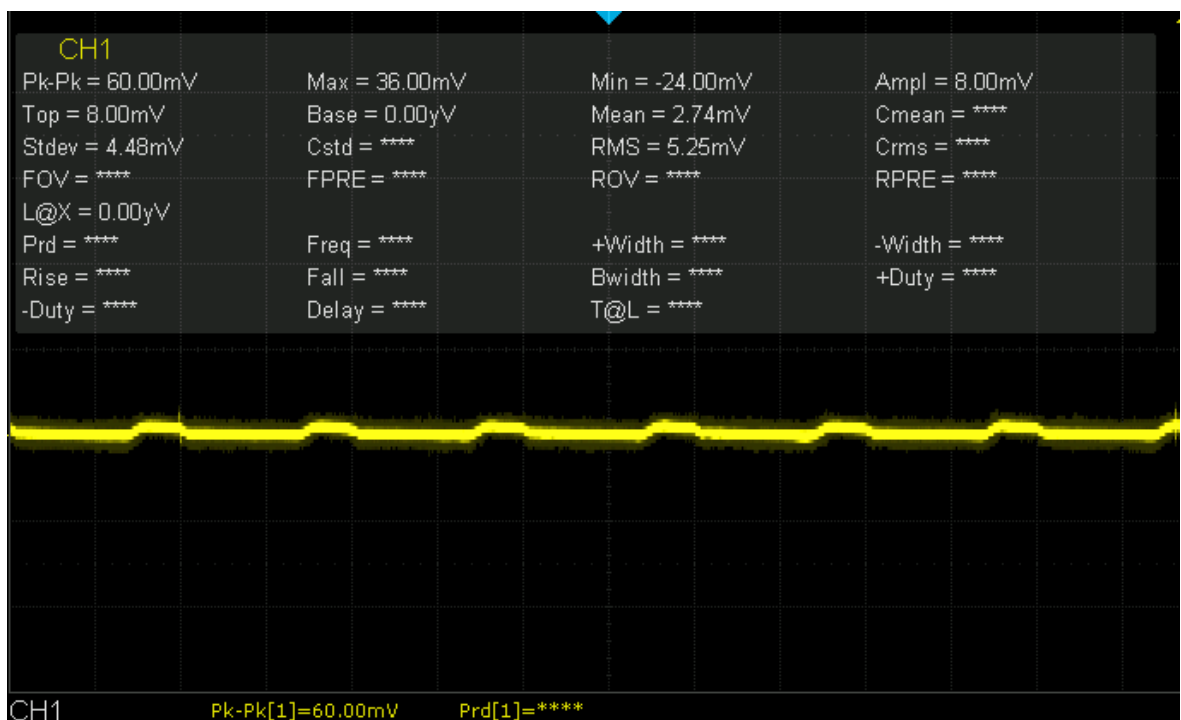 CH1
Pk-Pk = 60.00mV Max = 36.00mV Min = -24.00mV Ampl = 8.00mV
Top = 8.00mV Base = 0.00yV Mean = 2.74mV Cmean = ****
Stdev = 4.48mV Cstd = **** RMS = 5.25mV Crms = ****
FOV = **** FPRE = **** ROV = **** RPRE = ****
L@X = 0.00yV
Prd = **** Freq = **** +Width = **** -Width = ****
Rise = **** Fall = **** Bwidth = **** +Duty = ****
-Duty = **** Delay = **** T@L = ****
CH1 Pk-Pk[1]=60.00mV Prd[1]=****